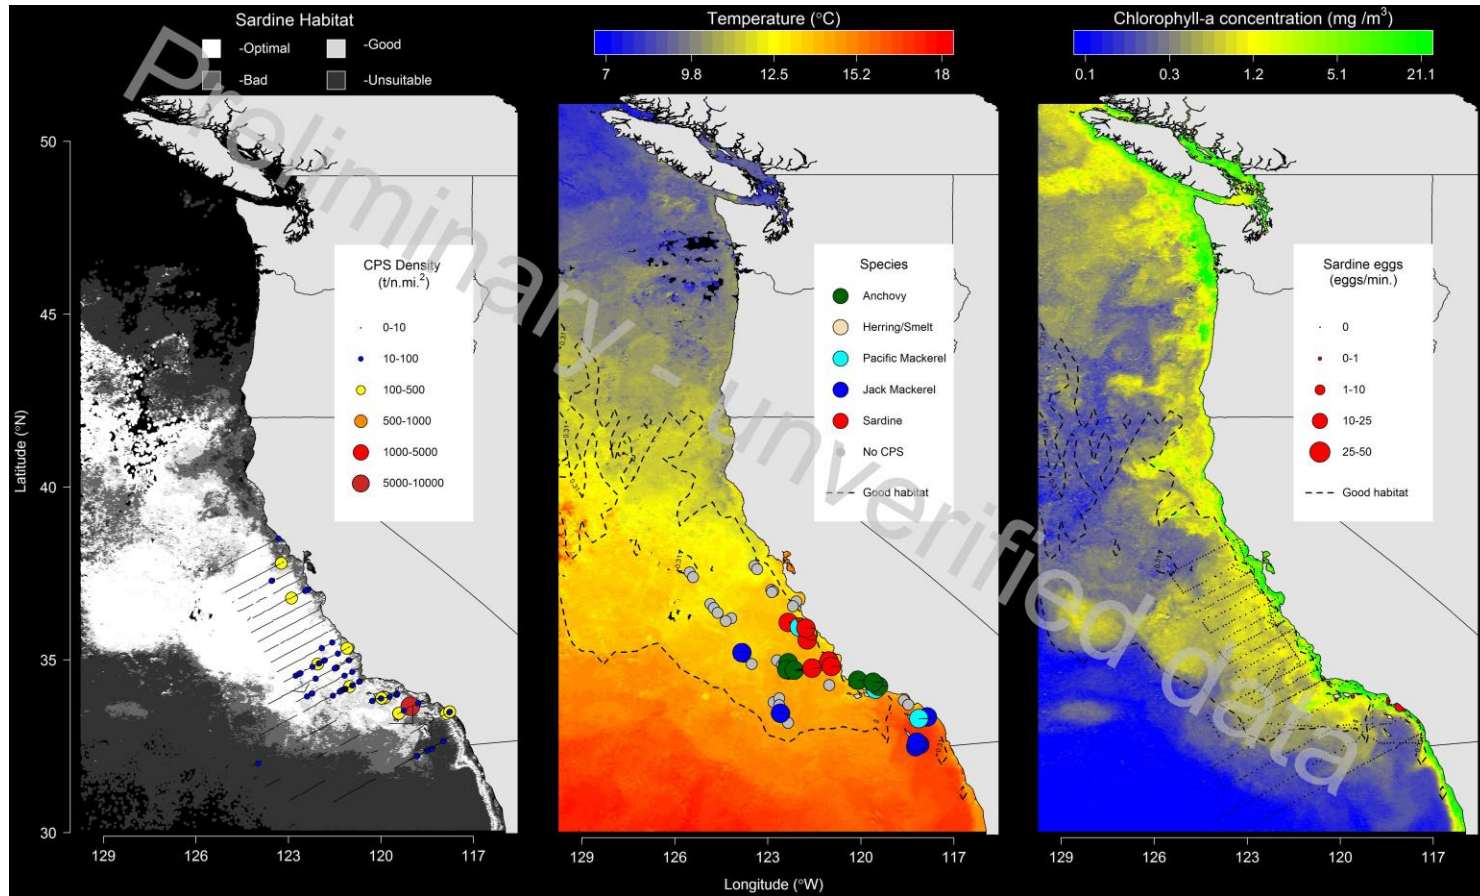 Sardine Habitat
-Optimal
-Good
-Bad
-Unsuitable
Temperature (°C)
7 9.8 12.5 15.2 18
Chlorophyll-a concentration (mg /m³)
0.1 0.3 1.2 5.1 21.1
Preliminary - unverified data
Latitude (°N)
50
45
40
35
30
CPS Density
(t/n.mi.²)
0-10
10-100
100-500
500-1000
1000-5000
5000-10000
Species
Anchovy
Herring/Smelt
Pacific Mackerel
Jack Mackerel
Sardine
No CPS
Good habitat
Sardine eggs
(eggs/min.)
0
0-1
1-10
10-25
25-50
Good habitat
0.31
0.31
129 126 123 120 117
129 126 123 120 117
129 126 123 120 117
Longitude (°W)